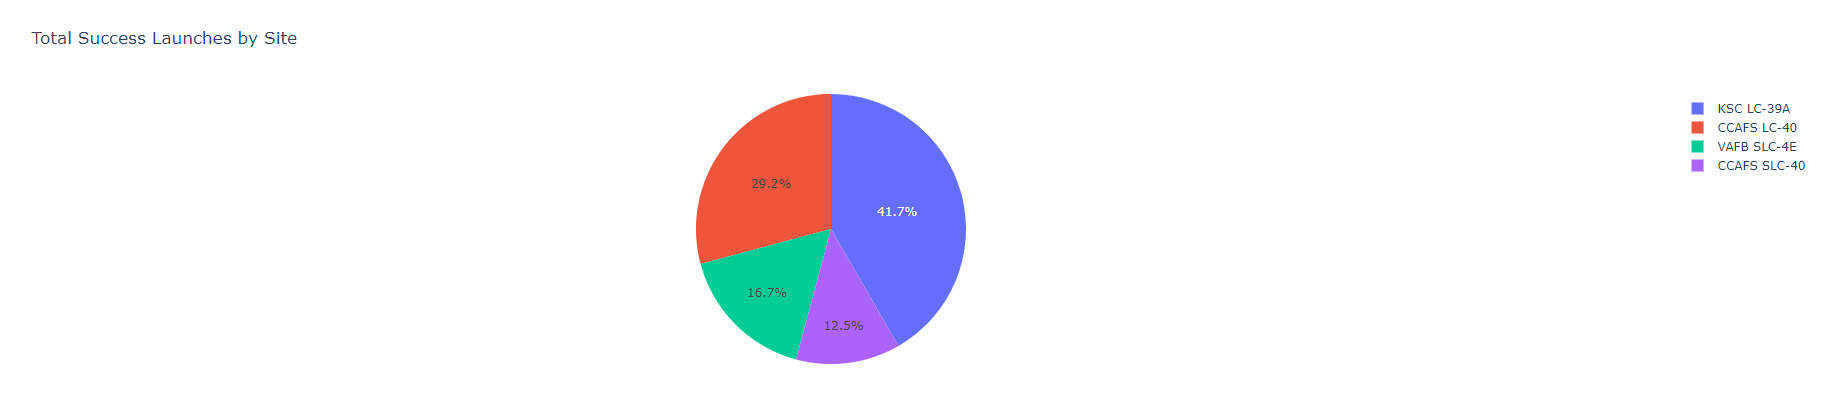 Total Success Launches by Site
KSC LC-39A
CCAFS LC-40
VAFB SLC-4E
CCAFS SLC-40
29.2%
41.7%
16.7%
12.5%